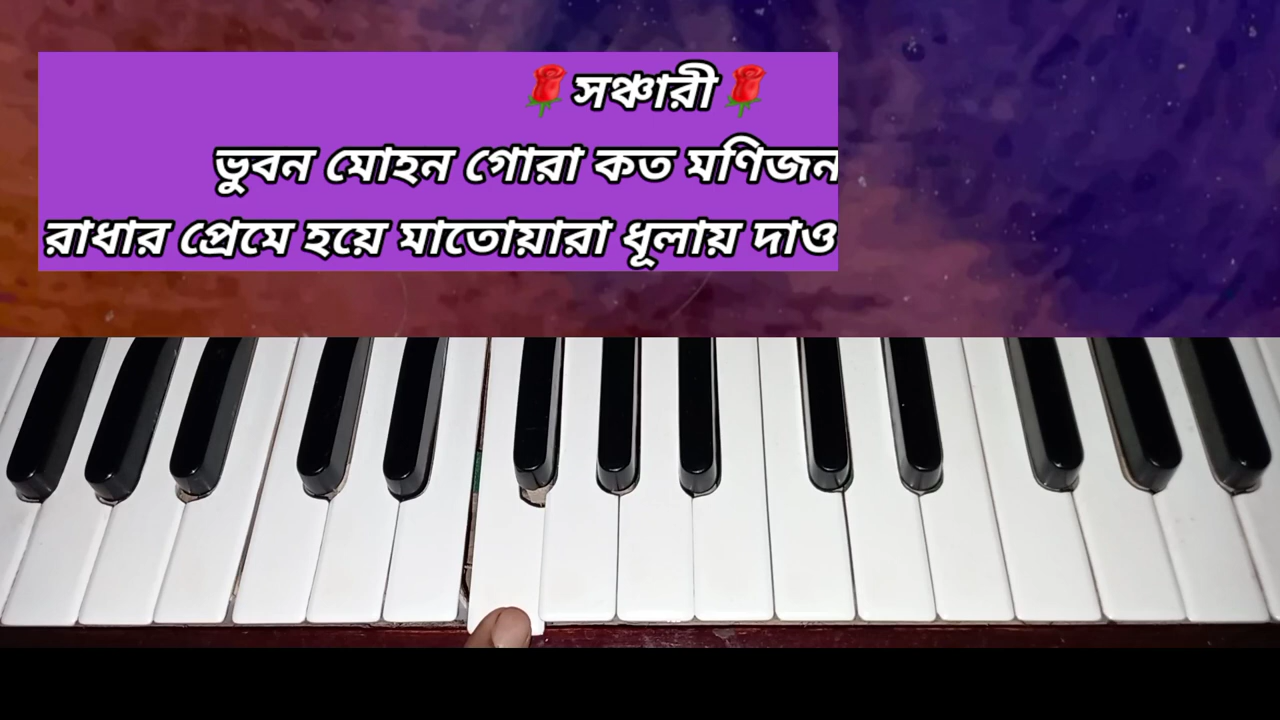 🌹সঞ্চারী🌹
ভুবন মোহন গোরা কত মণিজন
রাধার প্রেমে হয়ে মাতোয়ারা ধূলায় দাও